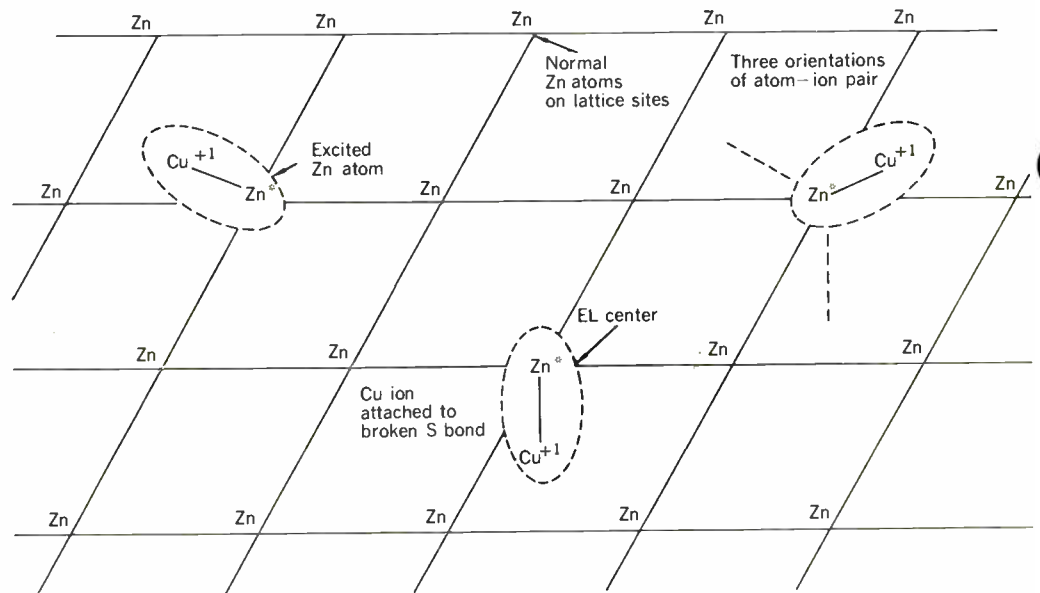 Zn
Zn
Zn
Zn
Zn
Normal
Zn atoms
on lattice sites
Three orientations
of atom–ion pair
Excited
Zn atom
Cu +1
Zn*
Cu+1
Zn*
Zn
Zn
Zn
Zn
EL center
Zn
Zn
Zn*
Zn
Zn
Cu ion
attached to
broken S bond
Cu+1
Zn
Zn
Zn
Zn
Zn